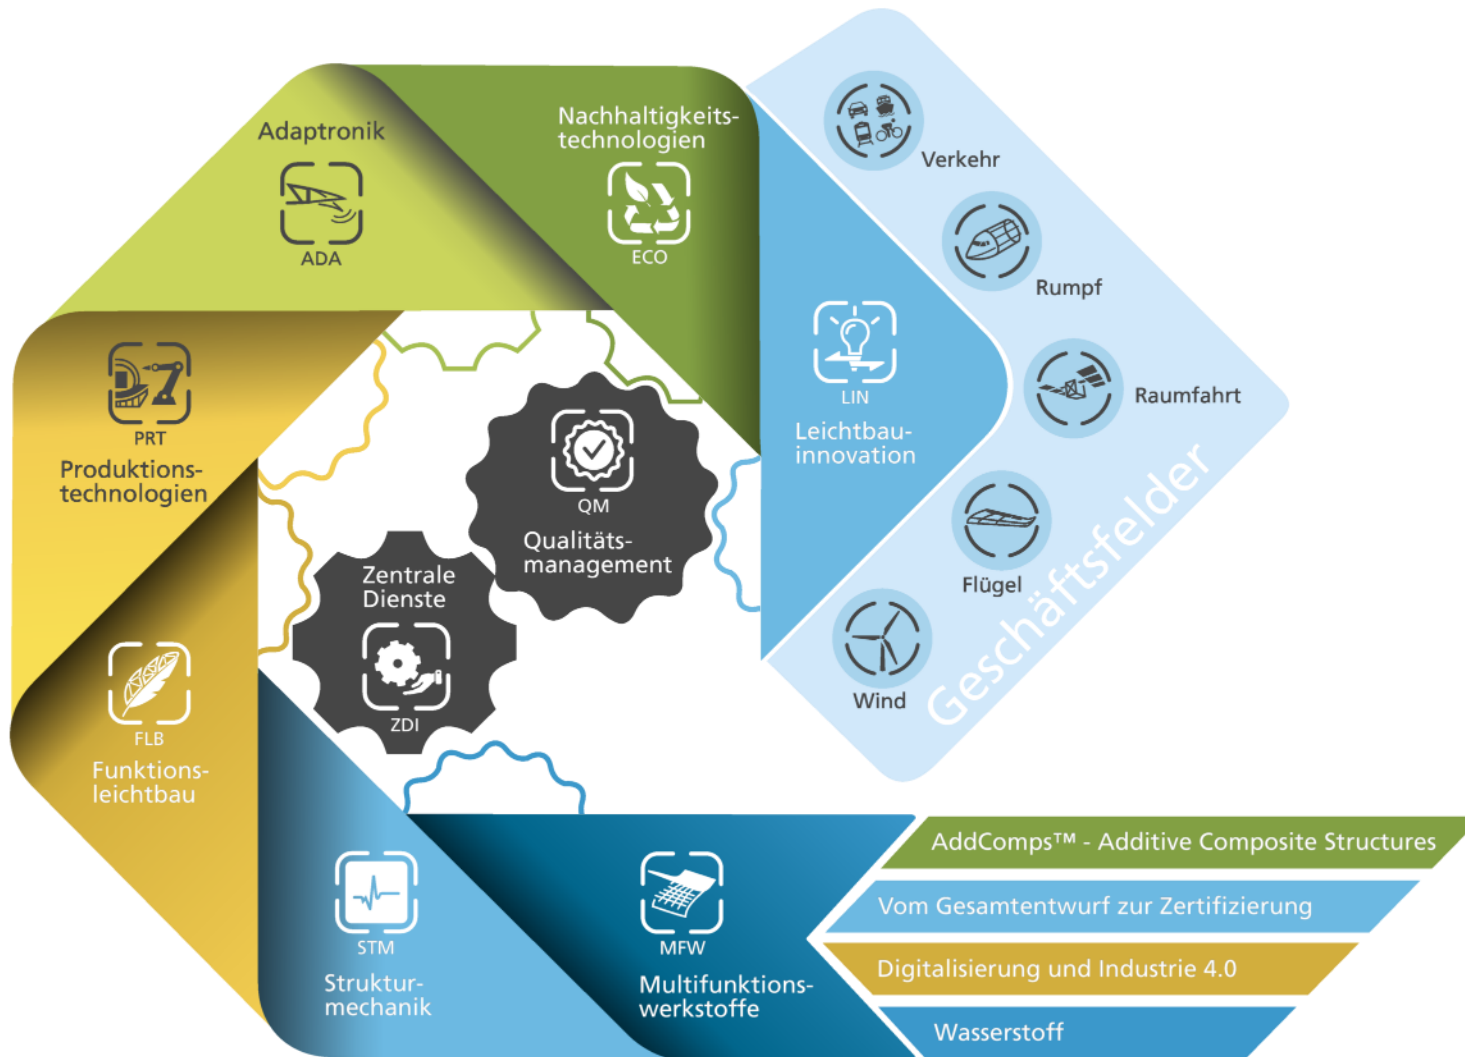 Adaptronik
ADA
Nachhaltigkeits-
technologien
ECO
PRT
Produktions-
technologien
FLB
Funktions-
leichtbau
STM
Struktur-
mechanik
MFW
Multifunktions-
werkstoffe
LIN
Leichtbau-
innovation
QM
Qualitäts-
management
Zentrale
Dienste
ZDI
Verkehr
Rumpf
Raumfahrt
Flügel
Wind
Geschäftsfelder
AddComps™ - Additive Composite Structures
Vom Gesamtentwurf zur Zertifizierung
Digitalisierung und Industrie 4.0
Wasserstoff